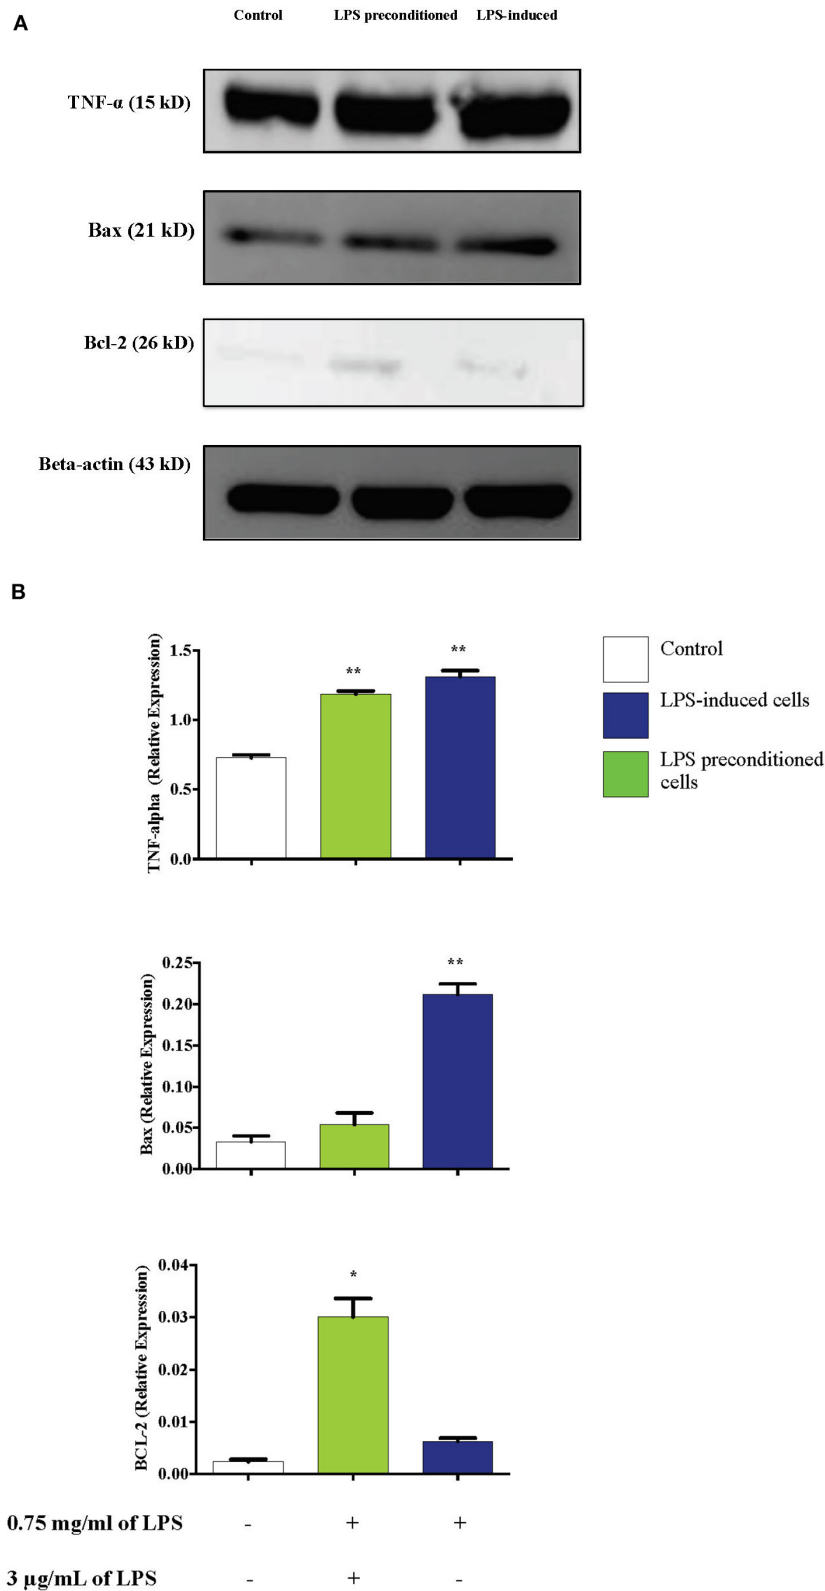 A
Control LPS preconditioned LPS-induced
TNF-α (15 kD)
Bax (21 kD)
Bcl-2 (26 kD)
Beta-actin (43 kD)
B
TNF-alpha (Relative Expression)
1.5
1.0
0.5
0.0
** **
Control
LPS-induced cells
LPS preconditioned
cells
Bax (Relative Expression)
0.25
0.20
0.15
0.10
0.05
0.00
**
BCL-2 (Relative Expression)
0.04
0.03
0.02
0.01
0.00
*
0.75 mg/ml of LPS - + +
3 µg/mL of LPS - + -